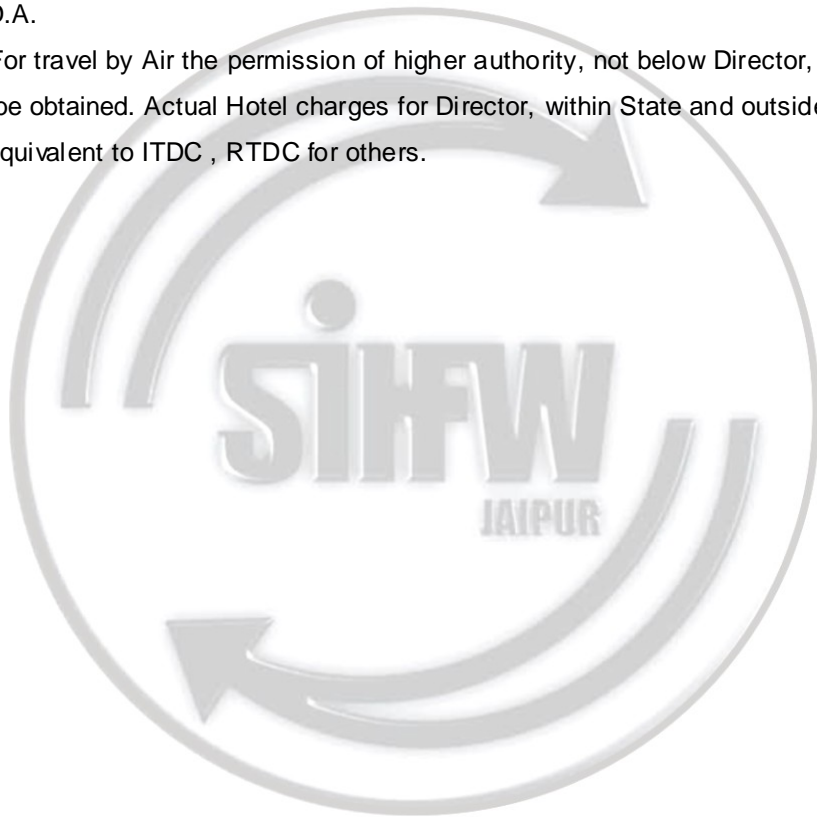 D.A.
For travel by Air the permission of higher authority, not below Director,
be obtained. Actual Hotel charges for Director, within State and outside
equivalent to ITDC , RTDC for others.
SIHFW
JAIPUR